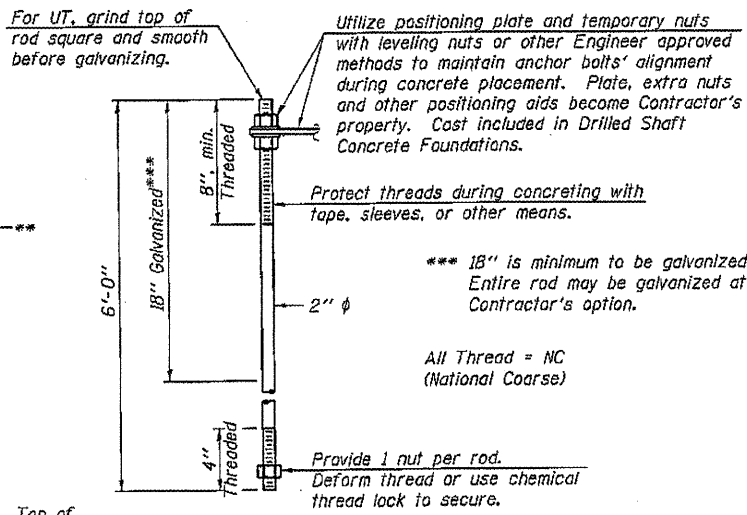 For UT, grind top of
rod square and smooth
before galvanizing.
Utilize positioning plate and temporary nuts
with leveling nuts or other Engineer approved
methods to maintain anchor bolts' alignment
during concrete placement. Plate, extra nuts
and other positioning aids become Contractor's
property. Cost included in Drilled Shaft
Concrete Foundations.
8", min.
Threaded
Protect threads during concreting with
tape, sleeves, or other means.
**
18" Galvanized***
6'-0"
*** 18" is minimum to be galvanized
Entire rod may be galvanized at
Contractor's option.
2" ϕ
All Thread = NC
(National Coarse)
4"
Threaded
Provide 1 nut per rod.
Deform thread or use chemical
thread lock to secure.
Top of